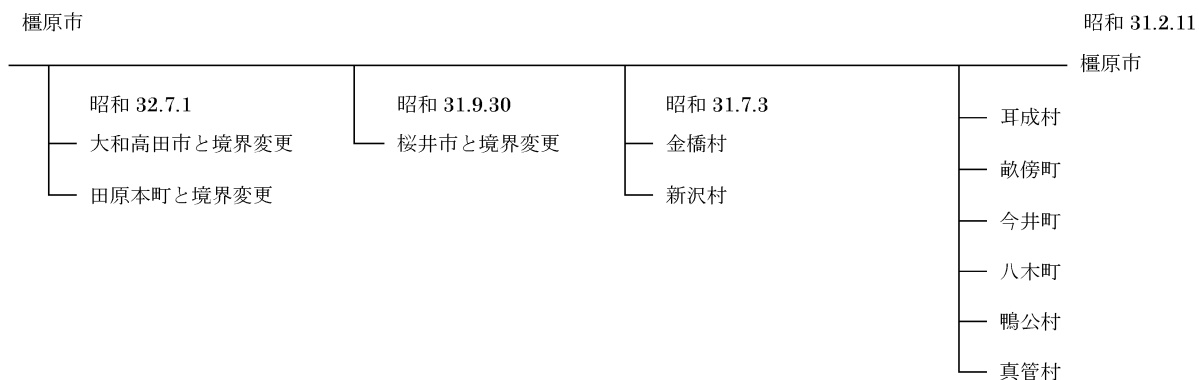 橿原市
昭和 31.2.11
橿原市
昭和 32.7.1
大和高田市と境界変更
田原本町と境界変更
昭和 31.9.30
桜井市と境界変更
昭和 31.7.3
金橋村
新沢村
耳成村
畝傍町
今井町
八木町
鴨公村
真管村